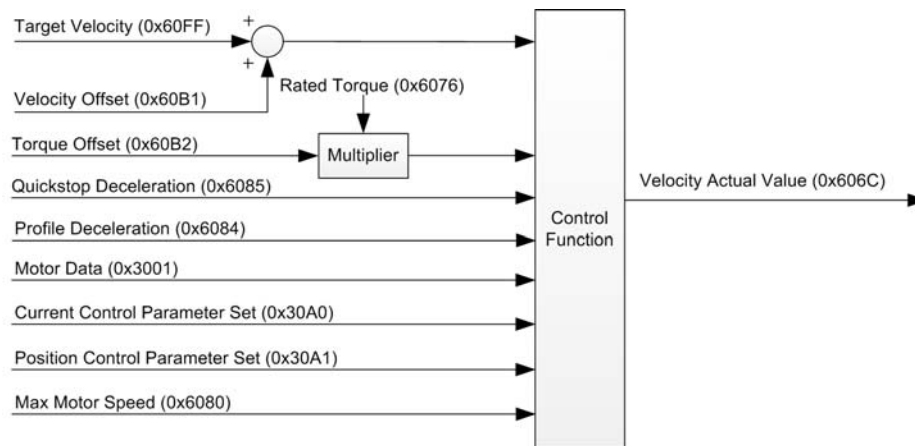 Target Velocity (0x60FF)
+
+
Velocity Offset (0x60B1)
Rated Torque (0x6076)
Torque Offset (0x60B2)
Multiplier
Quickstop Deceleration (0x6085)
Velocity Actual Value (0x606C)
Profile Deceleration (0x6084)
Control
Function
Motor Data (0x3001)
Current Control Parameter Set (0x30A0)
Position Control Parameter Set (0x30A1)
Max Motor Speed (0x6080)